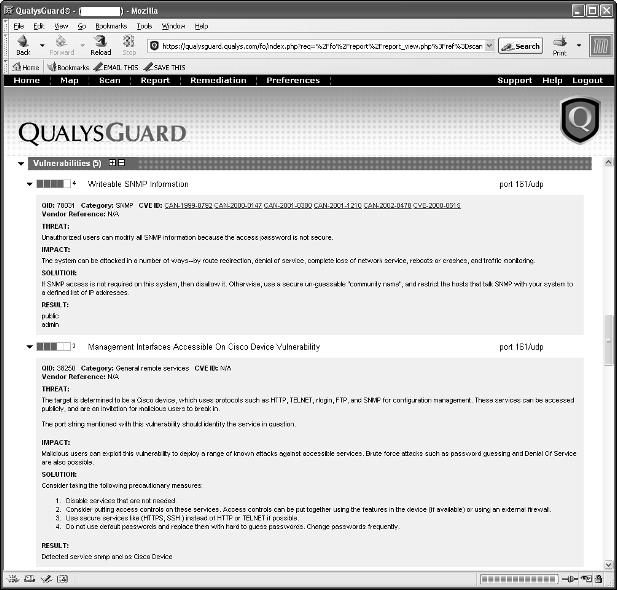 QualysGuard® - ( ) - Mozilla
File Edit View Go Bookmarks Tools Window Help
Back Forward Reload Stop https://qualysguard.qualys.com/fo/index.php?req=%2Ffo%2Freport%2Freport_view.php%3Fref%3Dscan Search Print
Home Bookmarks EMAIL THIS SAVE THIS
Home Map Scan Report Remediation Preferences Support Help Logout
QUALYSGUARD
Vulnerabilities (5)
4 Writeable SNMP Information port 161/udp
QID: 78031 Category: SNMP CVE ID: CAN-1999-0792 CAN-2000-0147 CAN-2001-0380 CAN-2001-1210 CAN-2002-0478 CVE-2000-0515
Vendor Reference: N/A
THREAT:
Unauthorized users can modify all SNMP information because the access password is not secure.
IMPACT:
The system can be attacked in a number of ways--by route redirection, denial of service, complete loss of network service, reboots or crashes, and traffic monitoring.
SOLUTION:
If SNMP access is not required on this system, then disallow it. Otherwise, use a secure un-guessable "community name", and restrict the hosts that talk SNMP with your system to
a defined list of IP addresses.
RESULT:
public
admin
3 Management Interfaces Accessible On Cisco Device Vulnerability port 161/udp
QID: 38250 Category: General remote services CVE ID: N/A
Vendor Reference: N/A
THREAT:
The target is determined to be a Cisco device, which uses protocols such as HTTP, TELNET, rlogin, FTP, and SNMP for configuration management. These services can be accessed
publicly, and are an invitation for malicious users to break in.
The port string mentioned with this vulnerability should identify the service in question.
IMPACT:
Malicious users can exploit this vulnerability to deploy a range of known attacks against accessible services. Brute force attacks such as password guessing and Denial Of Service
are also possible.
SOLUTION:
Consider taking the following precautionary measures:
1. Disable services that are not needed.
2. Consider putting access controls on these services. Access controls can be put together using the features in the device (if available) or using an external firewall.
3. Use secure services like (HTTPS, SSH) instead of HTTP or TELNET if possible.
4. Do not use default passwords and replace them with hard to guess passwords. Change passwords frequently.
RESULT:
Detected service snmp and os Cisco Device